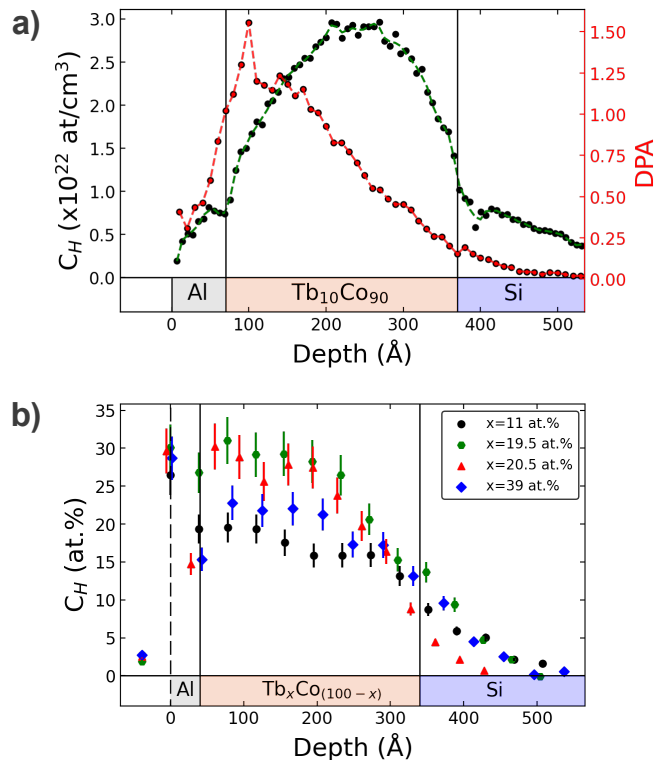 a)
3.0
2.5
2.0
1.5
1.0
0.5
0.0
C_H (x10^22 at/cm^3)
1.50
1.25
1.00
0.75
0.50
0.25
0.00
DPA
Al
Tb_10Co_90
Si
0 100 200 300 400 500
Depth (Å)
b)
35
30
25
20
15
10
5
0
C_H (at.%)
x=11 at.%
x=19.5 at.%
x=20.5 at.%
x=39 at.%
Al
Tb_xCo_(100−x)
Si
0 100 200 300 400 500
Depth (Å)